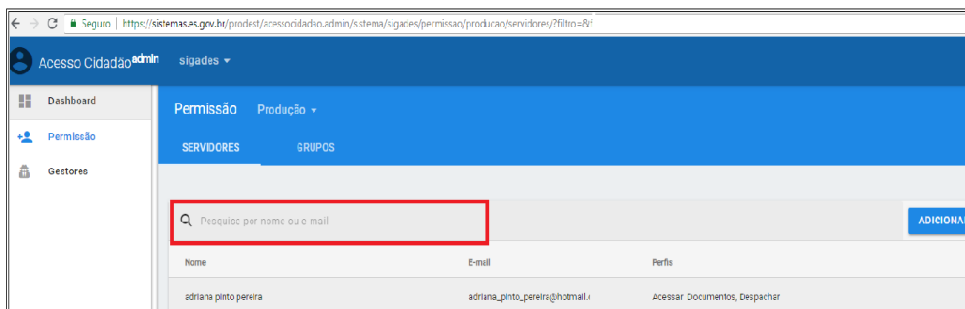 Seguro | https://sistemas.es.gov.br/prodest/acessocidadao.admin/sistema/sigades/permissao/producao/servidores/?filtro=&
Acesso Cidadão admin sigades
Dashboard
Permissão Produção
Permissão
SERVIDORES GRUPOS
Gestores
Pesquise por nome ou e-mail
ADICIONA
Nome E-mail Perfis
adriana pinto pereira adriana_pinto_pereira@hotmail. Acessar Documentos, Despachar